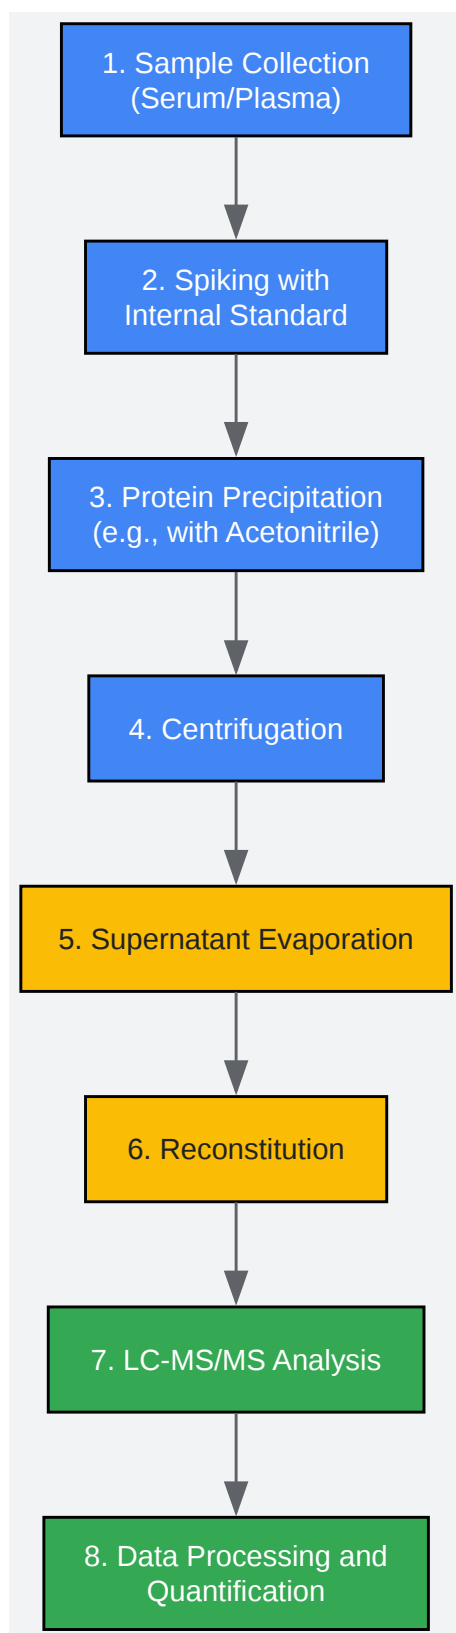 1. Sample Collection
(Serum/Plasma)
2. Spiking with
Internal Standard
3. Protein Precipitation
(e.g., with Acetonitrile)
4. Centrifugation
5. Supernatant Evaporation
6. Reconstitution
7. LC-MS/MS Analysis
8. Data Processing and
Quantification